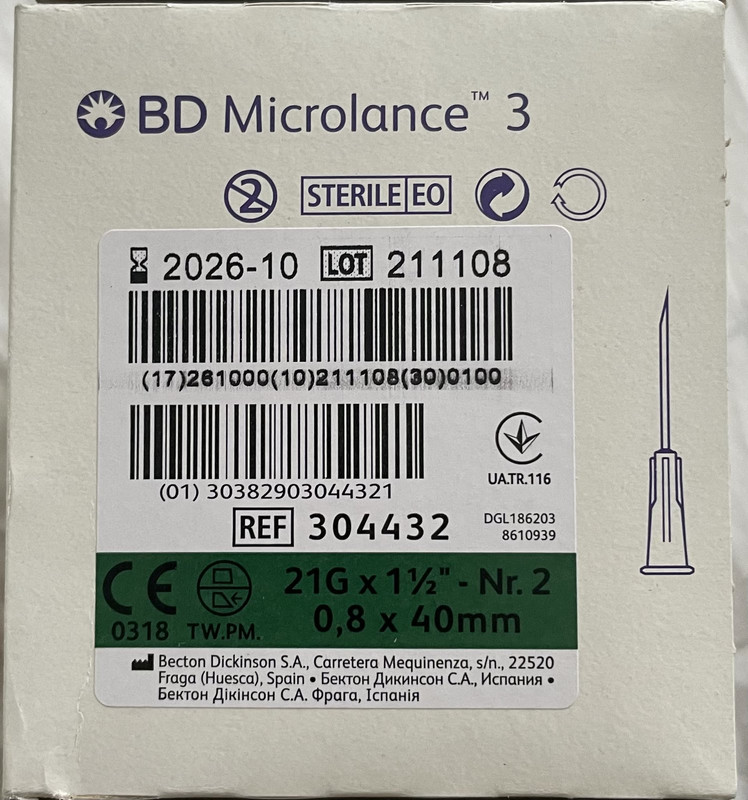 BD Microlance™ 3
2 STERILE EO
2026-10 LOT 211108
(17)261000(10)211108(30)0100
(01) 30382903044321
UA.TR.116
REF 304432
DGL186203
8610939
CE 21G x 1½" - Nr. 2
0318 TW.PM. 0,8 x 40mm
Becton Dickinson S.A., Carretera Mequinenza, s/n., 22520
Fraga (Huesca), Spain • Бектон Дикинсон С.А., Испания •
Бектон Дікінсон С.А. Фрага, Іспанія